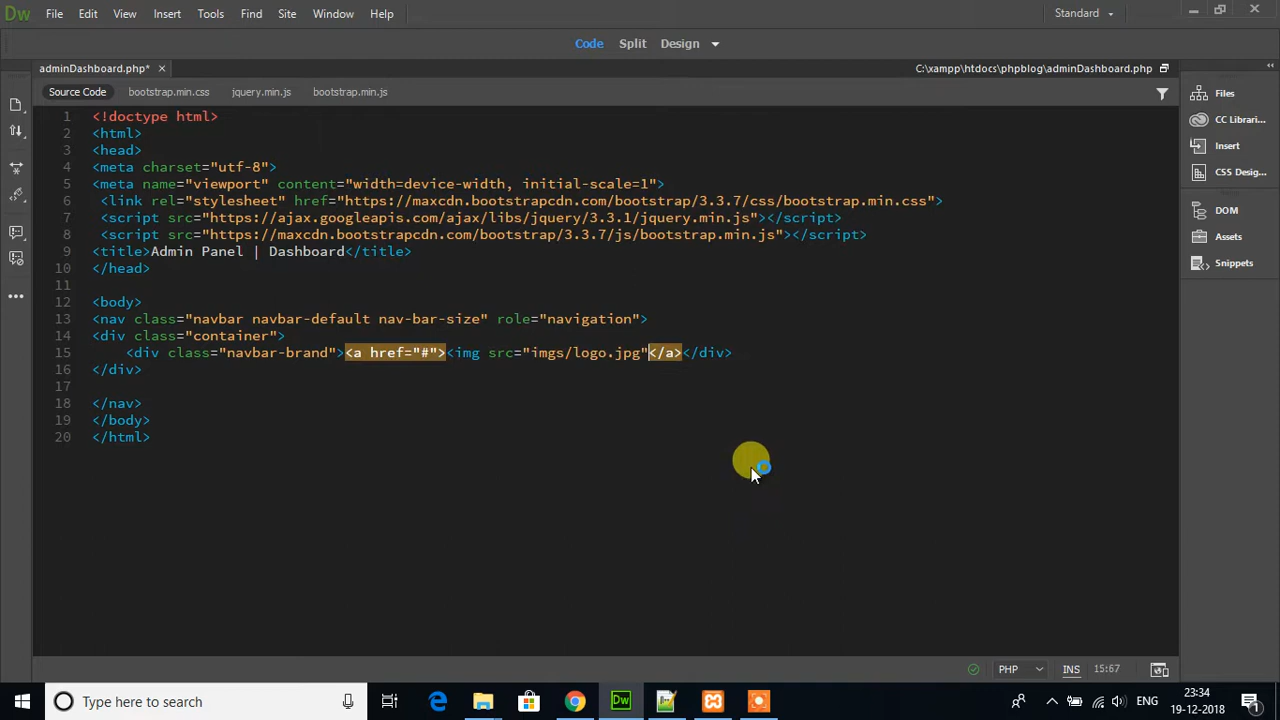 Dw File Edit View Insert Tools Find Site Window Help Standard
Code Split Design
adminDashboard.php* C:\xampp\htdocs\phpblog\adminDashboard.php
Source Code bootstrap.min.css jquery.min.js bootstrap.min.js
1 <!doctype html>
2 <html>
3 <head>
4 <meta charset="utf-8">
5 <meta name="viewport" content="width=device-width, initial-scale=1">
6 <link rel="stylesheet" href="https://maxcdn.bootstrapcdn.com/bootstrap/3.3.7/css/bootstrap.min.css">
7 <script src="https://ajax.googleapis.com/ajax/libs/jquery/3.3.1/jquery.min.js"></script>
8 <script src="https://maxcdn.bootstrapcdn.com/bootstrap/3.3.7/js/bootstrap.min.js"></script>
9 <title>Admin Panel | Dashboard</title>
10 </head>
11
12 <body>
13 <nav class="navbar navbar-default nav-bar-size" role="navigation">
14 <div class="container">
15 <div class="navbar-brand"><a href="#"><img src="imgs/logo.jpg"</a></div>
16 </div>
17
18 </nav>
19 </body>
20 </html>
Files
CC Librari...
Insert
CSS Desig...
DOM
Assets
Snippets
PHP INS 15:67
Type here to search
Dw
ENG
23:34
19-12-2018
1